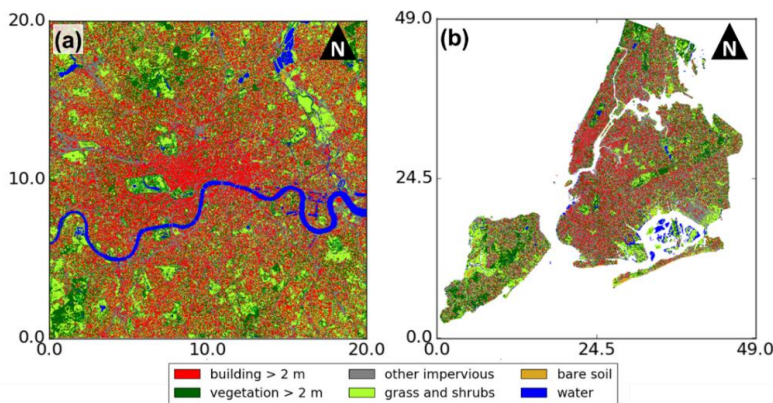 20.0
(a)
N
10.0
0.0
0.0
10.0
20.0
49.0
(b)
N
24.5
0.0
0.0
24.5
49.0
building > 2 m
other impervious
bare soil
vegetation > 2 m
grass and shrubs
water